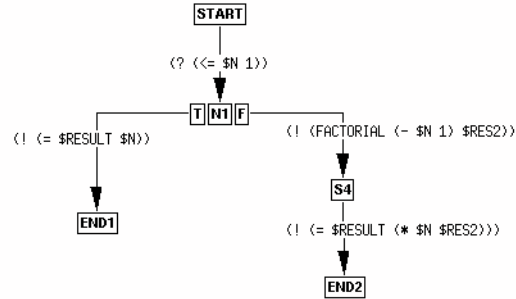 START
(? (<= $N 1))
T N1 F
(! (= $RESULT $N))
(! (FACTORIAL (- $N 1) $RES2))
S4
END1
(! (= $RESULT (* $N $RES2)))
END2